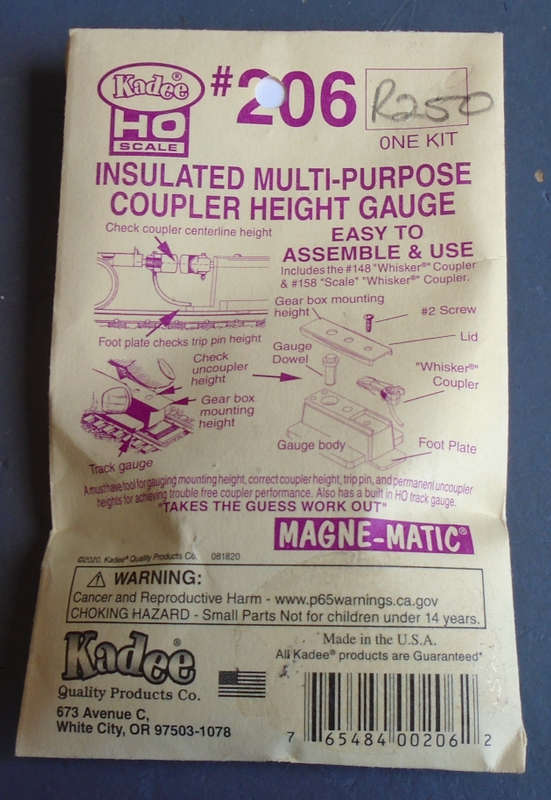 Kadee®
HO
SCALE
#206
R250
ONE KIT
INSULATED MULTI-PURPOSE
COUPLER HEIGHT GAUGE
Check coupler centerline height
EASY TO
ASSEMBLE & USE
Includes the #148 "Whisker®" Coupler
& #158 "Scale" "Whisker®" Coupler.
Gear box mounting
height
#2 Screw
Foot plate checks trip pin height
Lid
Gauge
Dowel
Check
uncoupler
height
"Whisker®"
Coupler
Gear box
mounting
height
Gauge body
Foot Plate
Track gauge
A must have tool for gauging mounting height, correct coupler height, trip pin, and permanent uncoupler
heights for achieving trouble free coupler performance. Also has a built in HO track gauge.
"TAKES THE GUESS WORK OUT"
MAGNE-MATIC®
©2020, Kadee® Quality Products Co. 081820
WARNING:
Cancer and Reproductive Harm - www.p65warnings.ca.gov
CHOKING HAZARD - Small Parts Not for children under 14 years.
Kadee®
Quality Products Co.
673 Avenue C,
White City, OR 97503-1078
Made in the U.S.A.
All Kadee® products are Guaranteed*
7 65484 00206 2